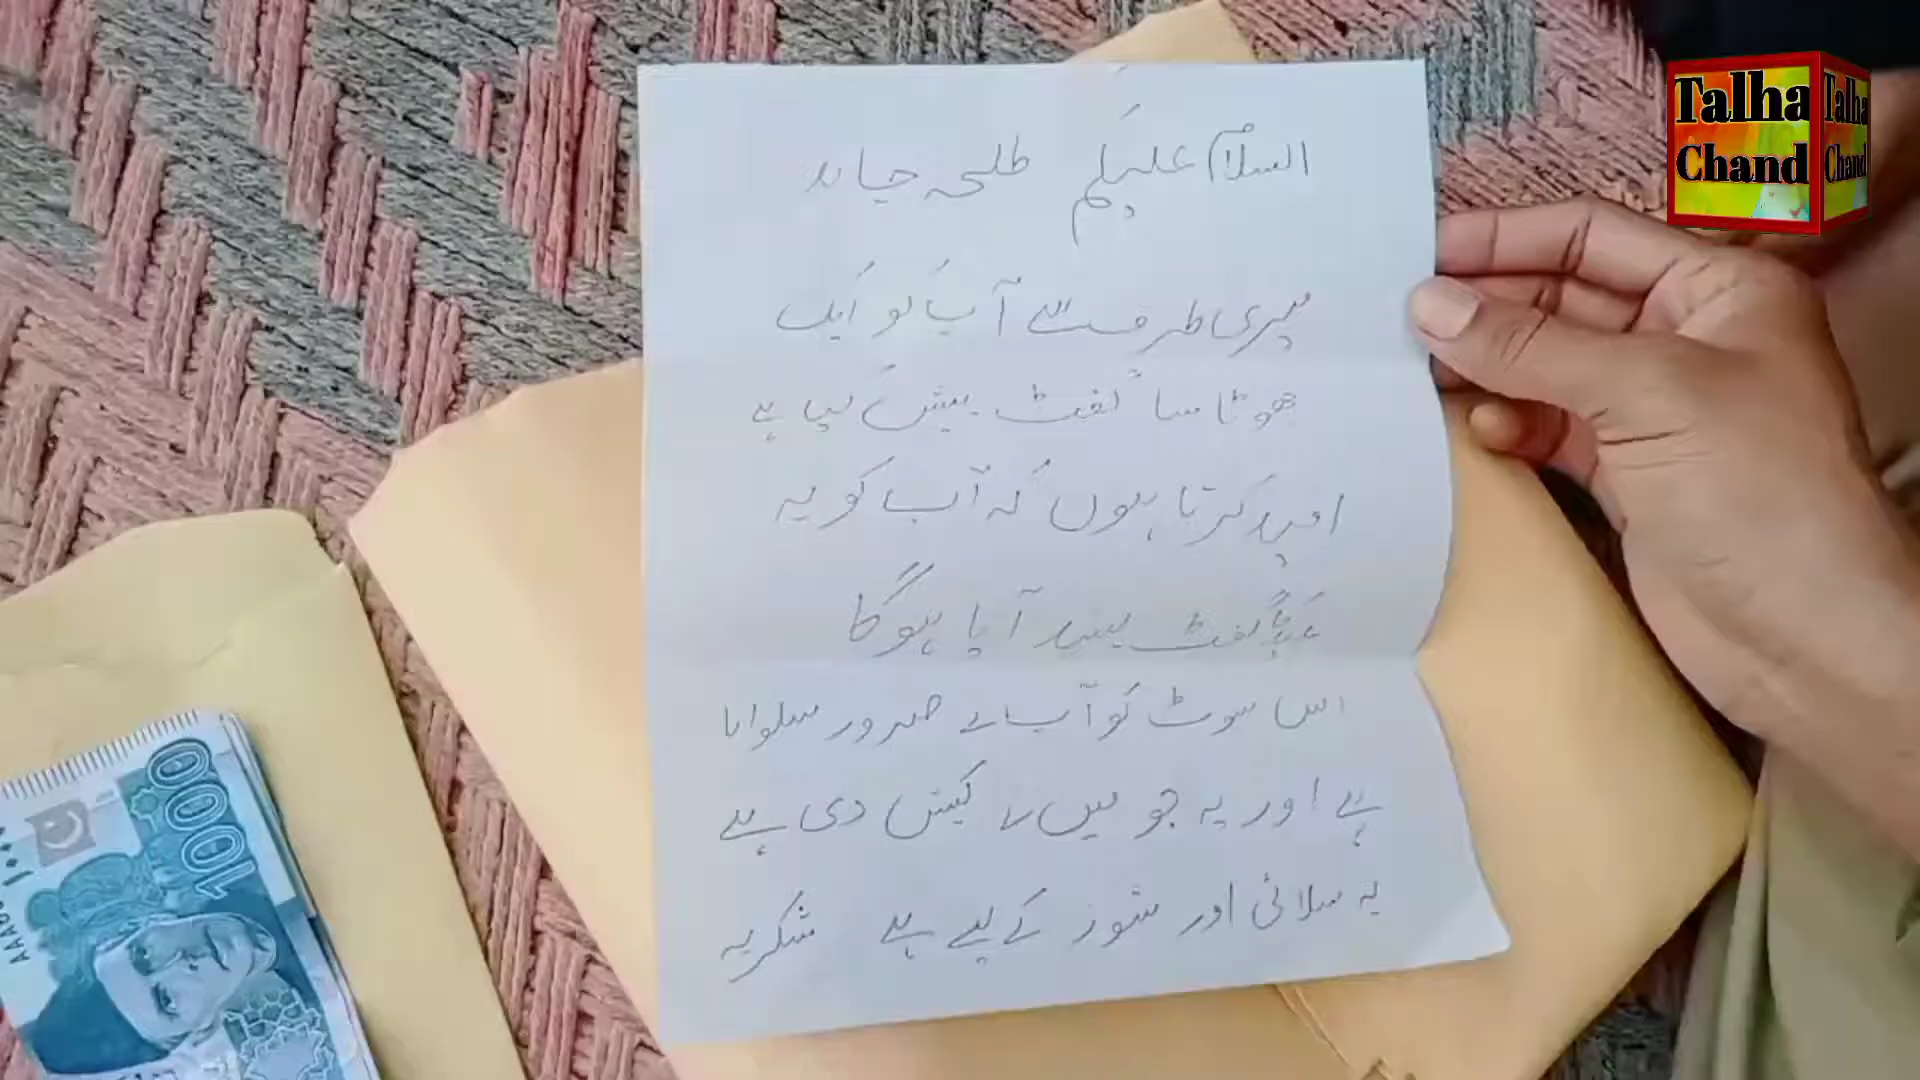 السلام علیکم طلحہ چاند
میری طرف سے آپ کو ایک
چھوٹا سا گفٹ پیش کیا ہے
امید کرتا ہوں کہ آپ کو یہ
گفٹ پسند آیا ہوگا
اس سوٹ کو آپ نے ضرور سلوانا
ہے اور یہ جو میں نے کیش دی ہے
یہ سلائی اور شوز کے لیے ہے شکریہ
Talha
Chand
Talha
Chand
1000